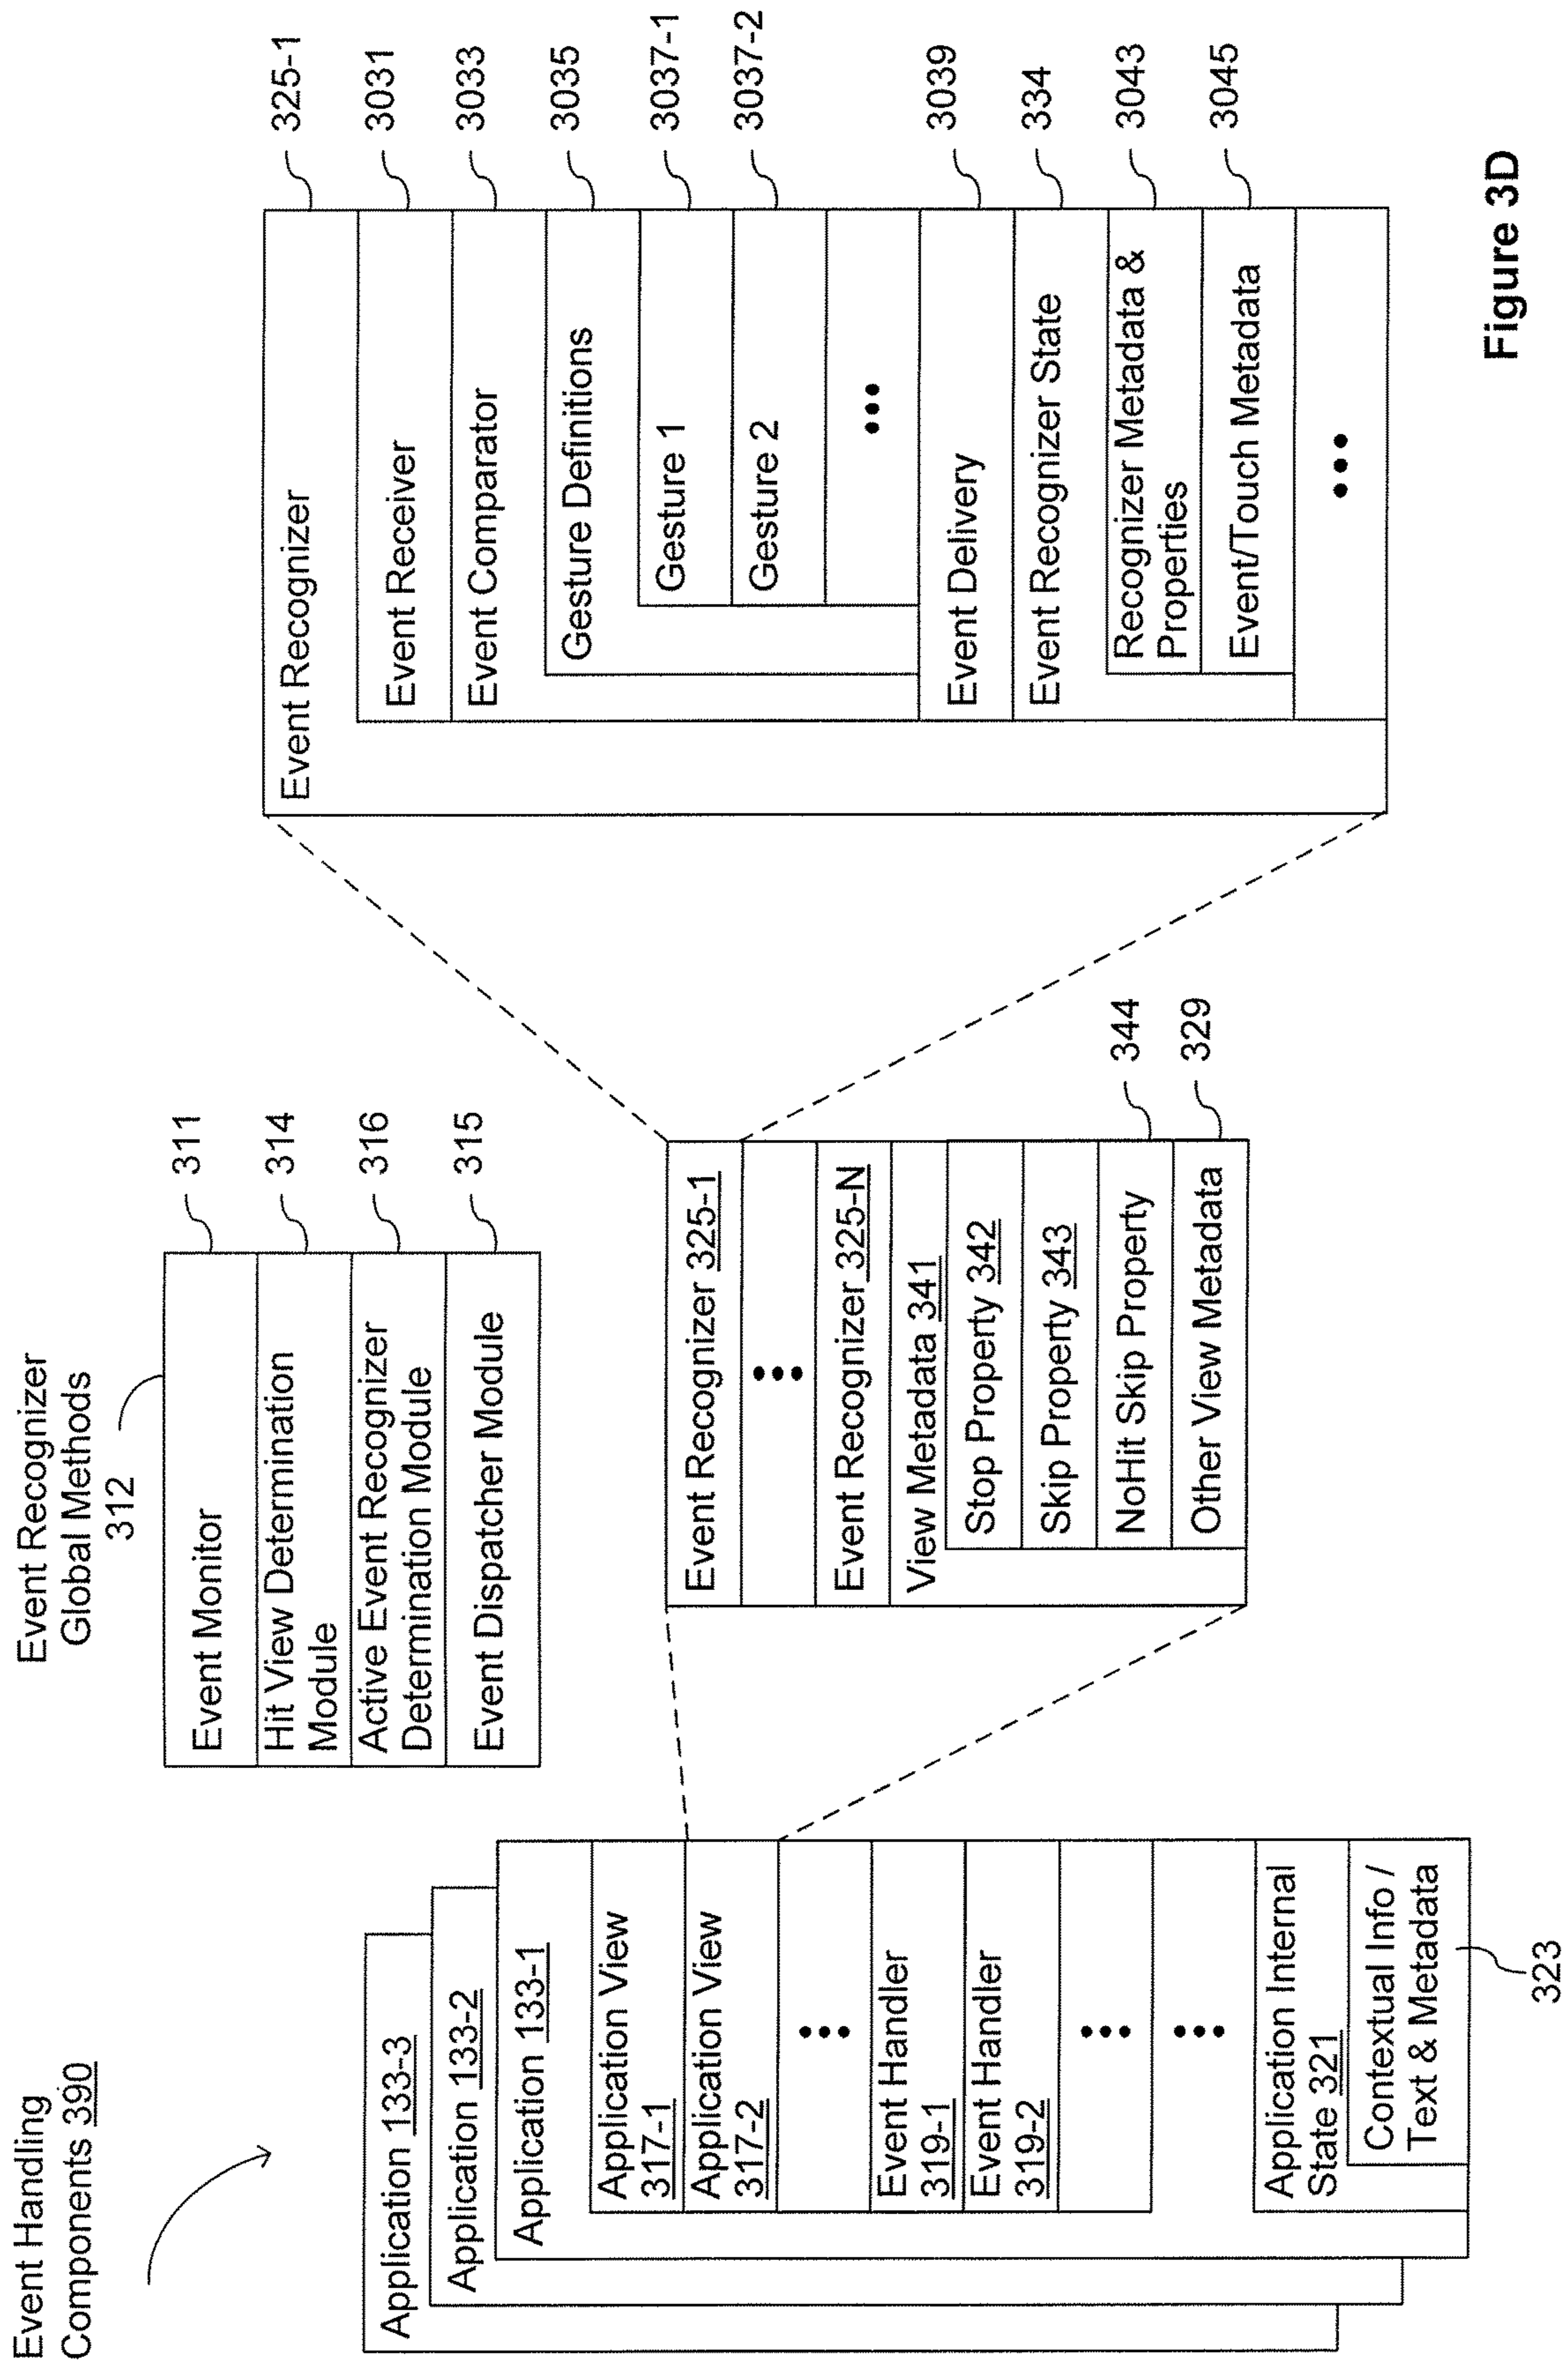 Event Handling
Components 390
Application 133-3
Application 133-2
Application 133-1
Application View
317-1
Application View
317-2
•••
Event Handler
319-1
Event Handler
319-2
•••
•••
Application Internal
State 321
Contextual Info /
Text & Metadata
323
Event Recognizer
Global Methods
312
Event Monitor
311
Hit View Determination
Module
314
Active Event Recognizer
Determination Module
316
Event Dispatcher Module
315
Event Recognizer 325-1
•••
Event Recognizer 325-N
View Metadata 341
Stop Property 342
Skip Property 343
NoHit Skip Property
344
Other View Metadata
329
Event Recognizer
325-1
Event Receiver
3031
Event Comparator
3033
Gesture Definitions
3035
Gesture 1
3037-1
Gesture 2
3037-2
•••
Event Delivery
3039
Event Recognizer State
334
Recognizer Metadata &
Properties
3043
Event/Touch Metadata
3045
•••
Figure 3D